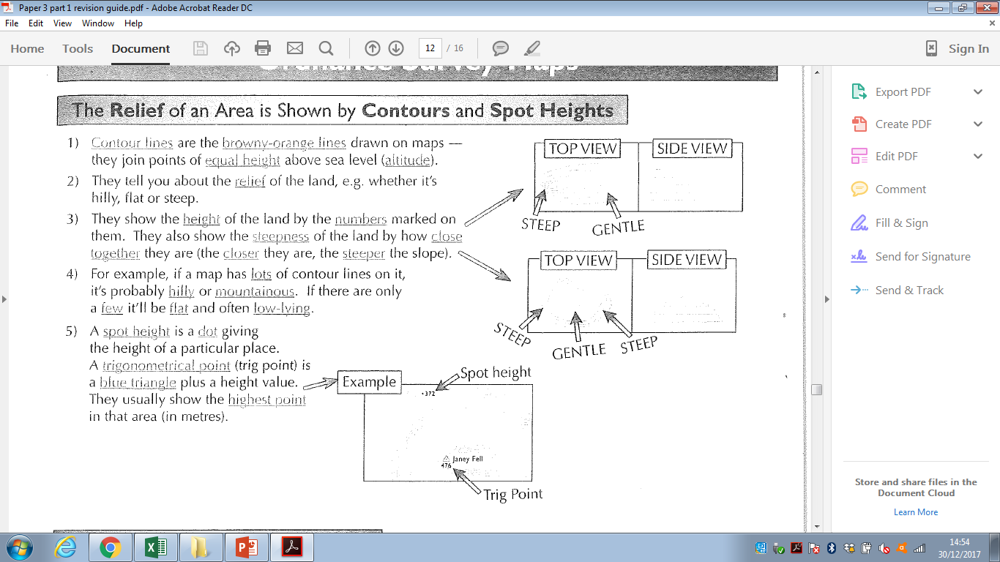 Paper 3 part 1 revision guide.pdf - Adobe Acrobat Reader DC
File Edit View Window Help
Home Tools Document 12 / 16 Sign In
Ordnance Survey Maps
The Relief of an Area is Shown by Contours and Spot Heights
1) Contour lines are the browny-orange lines drawn on maps —
they join points of equal height above sea level (altitude).
2) They tell you about the relief of the land, e.g. whether it's
hilly, flat or steep.
3) They show the height of the land by the numbers marked on
them. They also show the steepness of the land by how close
together they are (the closer they are, the steeper the slope).
4) For example, if a map has lots of contour lines on it,
it's probably hilly or mountainous. If there are only
a few it'll be flat and often low-lying.
5) A spot height is a dot giving
the height of a particular place.
A trigonometrical point (trig point) is
a blue triangle plus a height value.
They usually show the highest point
in that area (in metres).
TOP VIEW SIDE VIEW
STEEP GENTLE
TOP VIEW SIDE VIEW
STEEP GENTLE STEEP
Example
Spot height
372
Janey Fell
476
Trig Point
Export PDF
Create PDF
Edit PDF
Comment
Fill & Sign
Send for Signature
Send & Track
Store and share files in the
Document Cloud
Learn More
14:54
30/12/2017